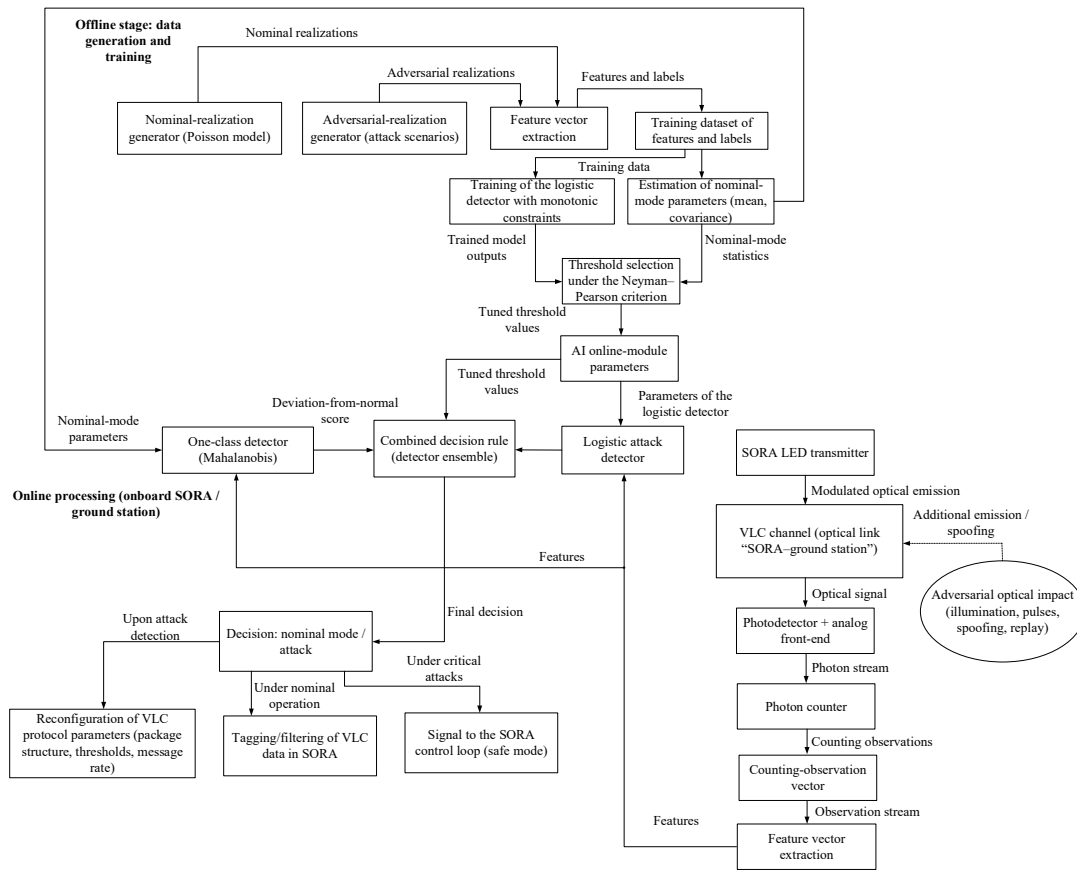 Offline stage: data
generation and
training
Nominal realizations
Adversarial realizations
Features and labels
Nominal-realization
generator (Poisson model)
Adversarial-realization
generator (attack scenarios)
Feature vector
extraction
Training dataset of
features and labels
Training data
Training of the logistic
detector with monotonic
constraints
Estimation of nominal-
mode parameters (mean,
covariance)
Trained model
outputs
Nominal-mode
statistics
Threshold selection
under the Neyman–
Pearson criterion
Tuned threshold
values
AI online-module
parameters
Tuned threshold
values
Parameters of the
logistic detector
Nominal-mode
parameters
Deviation-from-normal
score
One-class detector
(Mahalanobis)
Combined decision rule
(detector ensemble)
Logistic attack
detector
SORA LED transmitter
Online processing (onboard SORA /
ground station)
Modulated optical emission
Additional emission /
spoofing
VLC channel (optical link
“SORA–ground station”)
Features
Optical signal
Adversarial optical impact
(illumination, pulses,
spoofing, replay)
Final decision
Upon attack
detection
Decision: nominal mode /
attack
Photodetector + analog
front-end
Under critical
attacks
Photon stream
Under nominal
operation
Reconfiguration of VLC
protocol parameters (package
structure, thresholds, message
rate)
Tagging/filtering of VLC
data in SORA
Signal to the SORA
control loop (safe mode)
Photon counter
Counting observations
Counting-observation
vector
Observation stream
Features
Feature vector
extraction